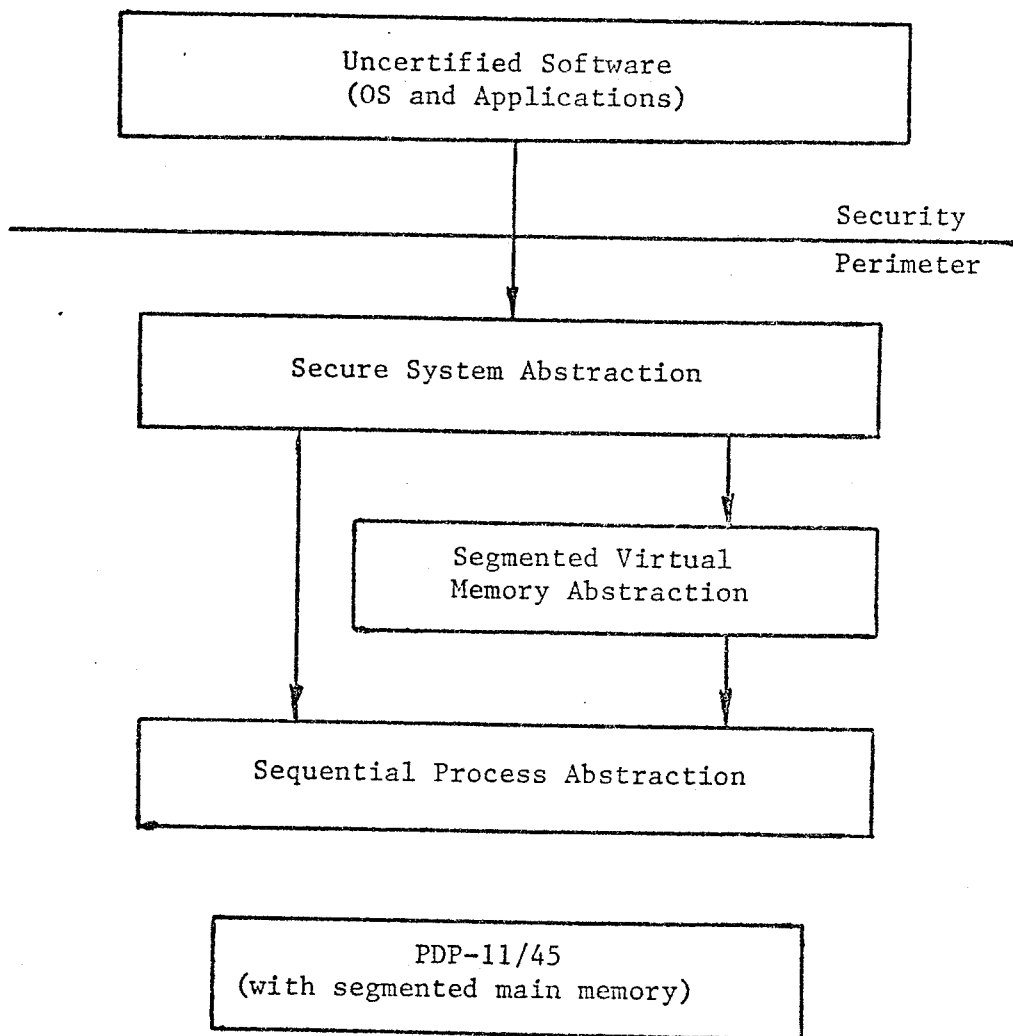 Uncertified Software
(OS and Applications)
Security
Perimeter
Secure System Abstraction
Segmented Virtual
Memory Abstraction
Sequential Process Abstraction
PDP-11/45
(with segmented main memory)